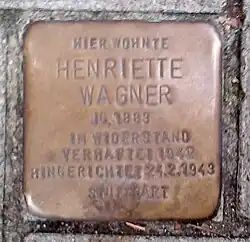 HIER WOHNTE
HENRIETTE
WAGNER
JG. 1883
IM WIDERSTAND
VERHAFTET 1942
HINGERICHTET 24.2.1943
STUTTGART